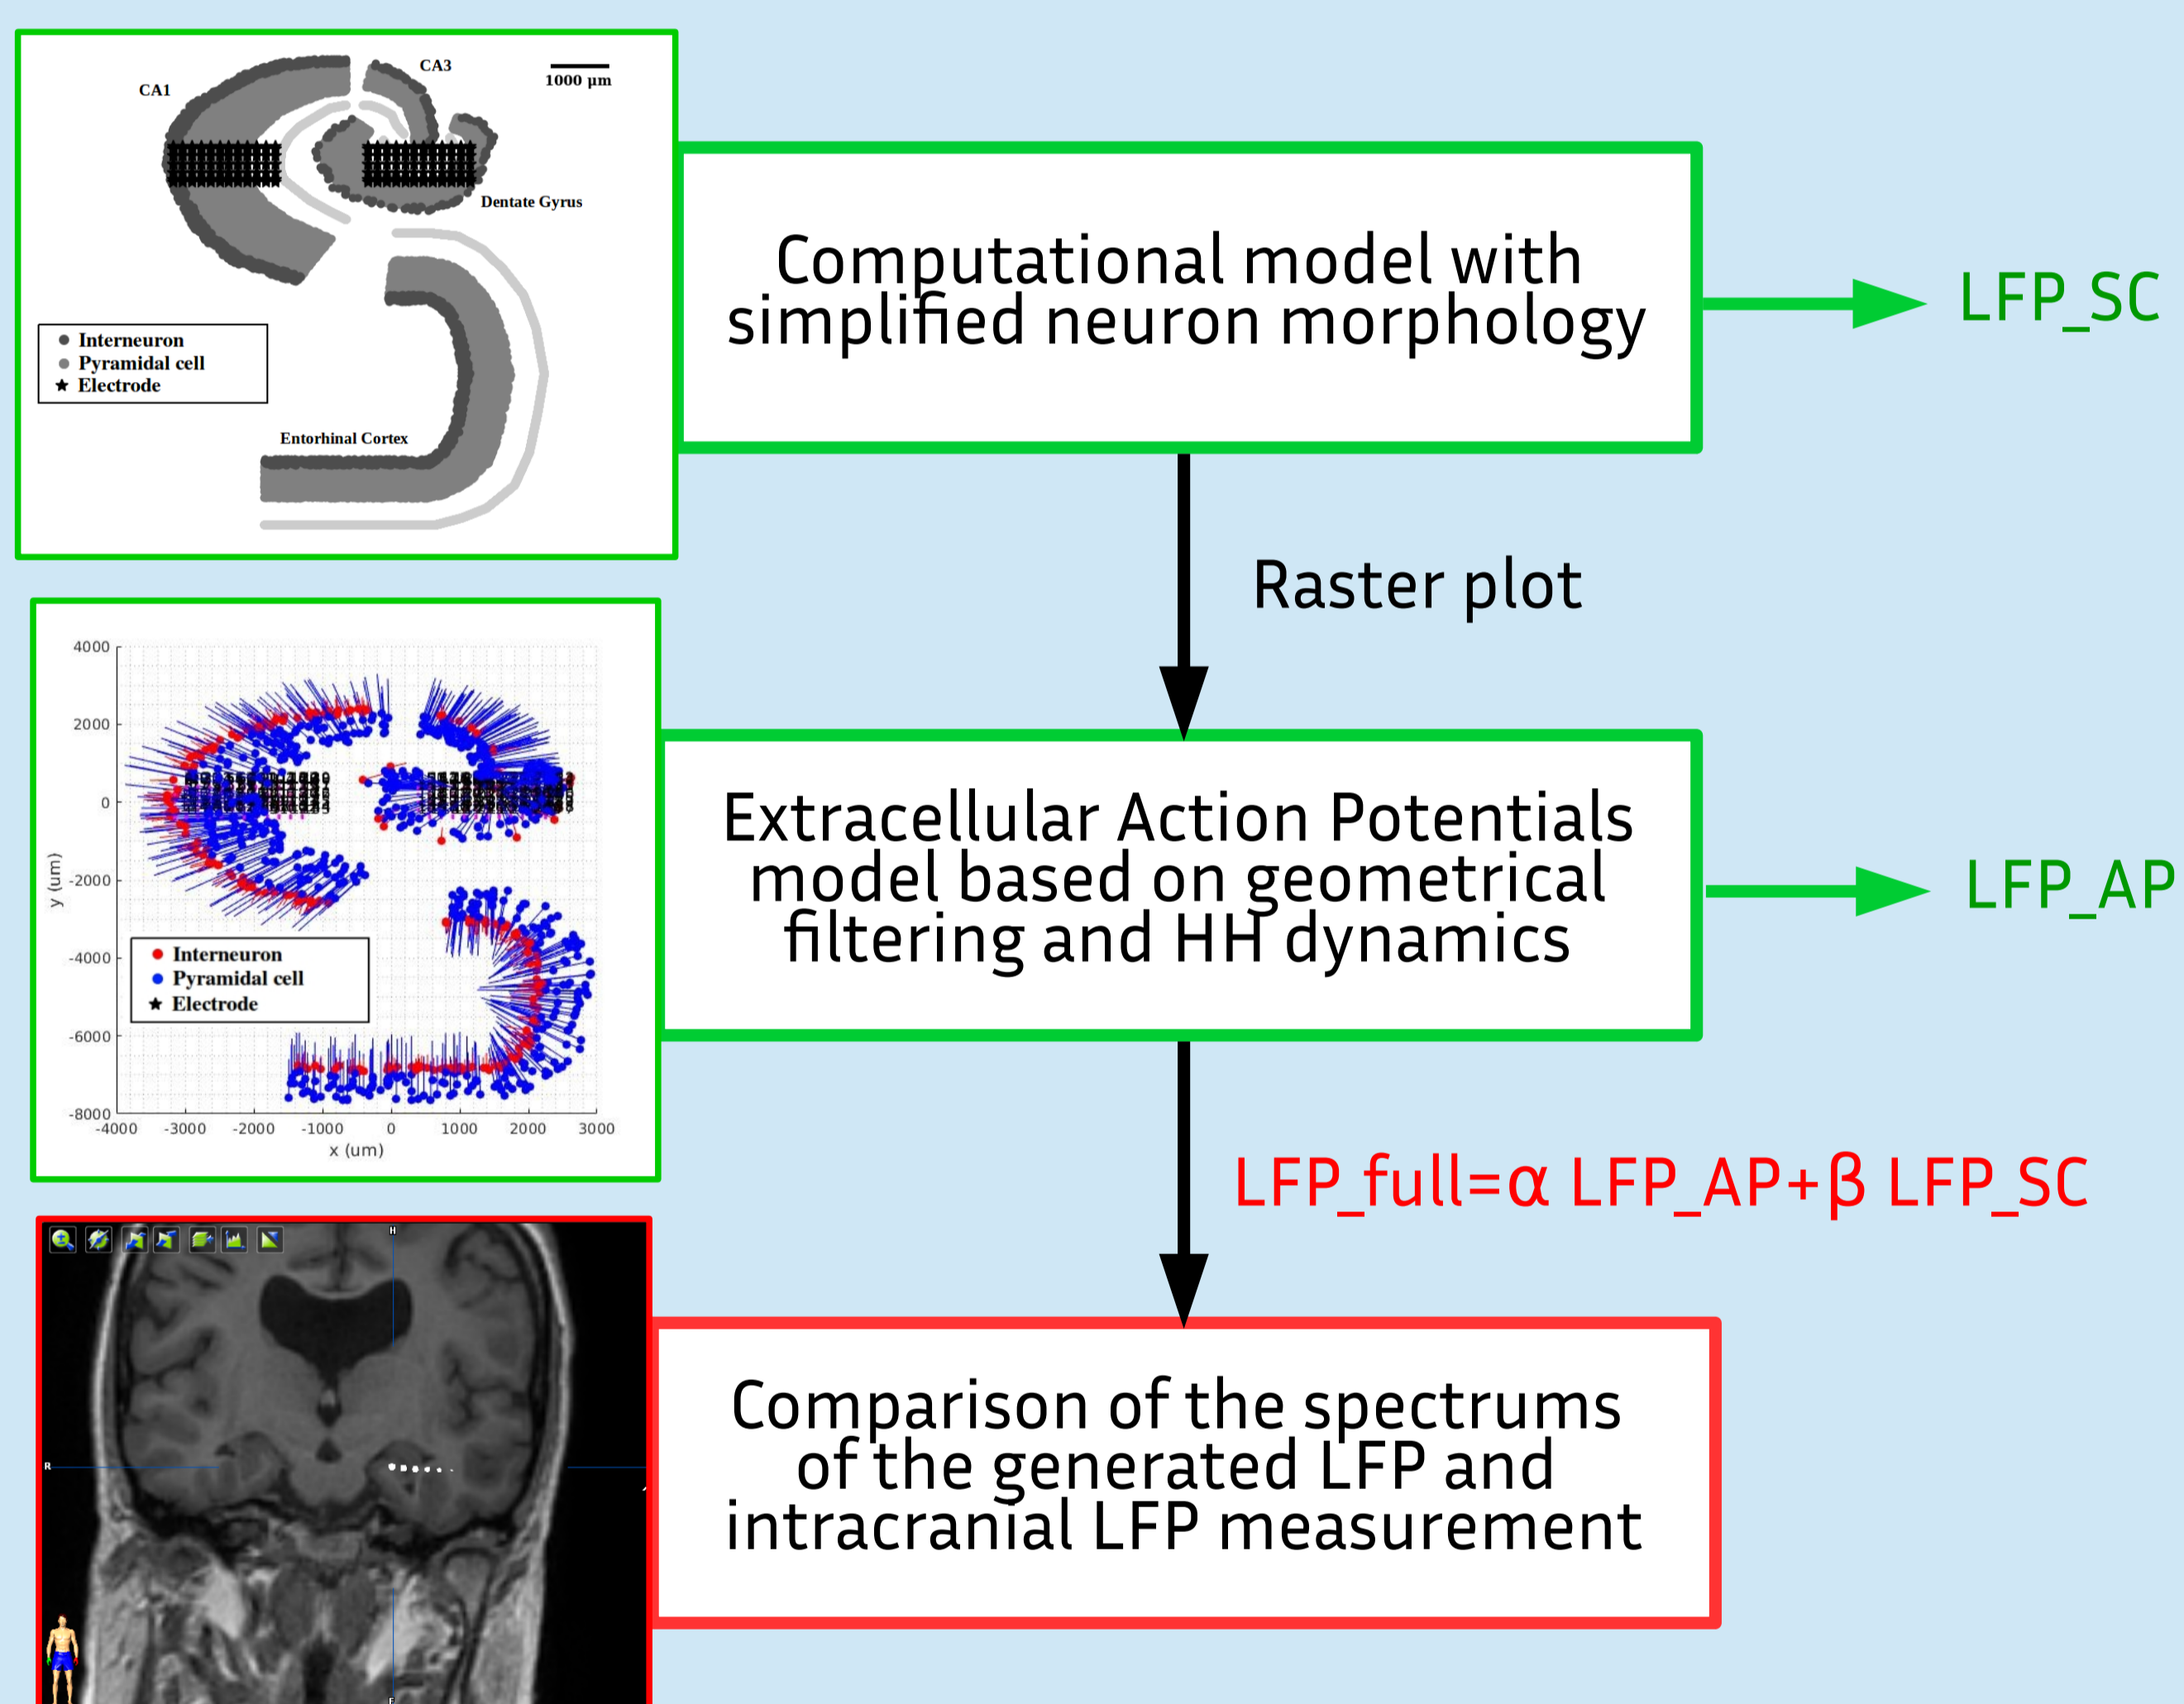 CA1
CA3
1000 µm
Dentate Gyrus
Interneuron
Pyramidal cell
Electrode
Entorhinal Cortex
Computational model with
simplified neuron morphology
LFP_SC
Raster plot
4000
2000
0
-2000
-4000
-6000
-8000
y (um)
-4000 -3000 -2000 -1000 0 1000 2000 3000
x (um)
Interneuron
Pyramidal cell
Electrode
Extracellular Action Potentials
model based on geometrical
filtering and HH dynamics
LFP_AP
LFP_full=α LFP_AP+β LFP_SC
H
R
F
Comparison of the spectrums
of the generated LFP and
intracranial LFP measurement